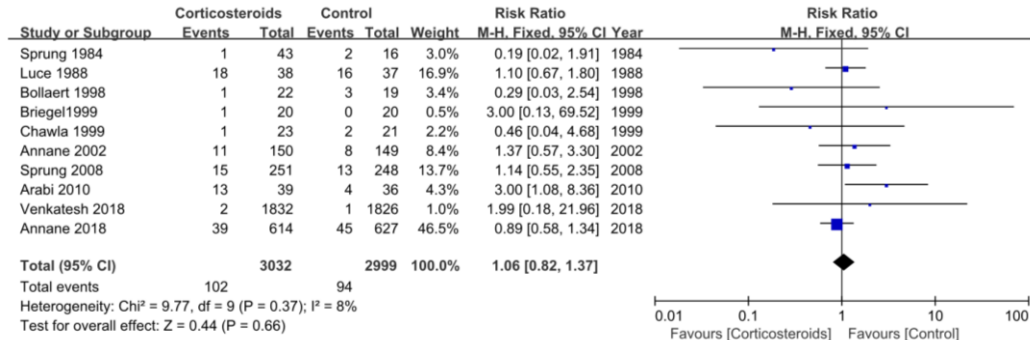 Corticosteroids Control Risk Ratio Risk Ratio
Study or Subgroup Events Total Events Total Weight M-H. Fixed. 95% CI Year M-H. Fixed. 95% CI
Sprung 1984 1 43 2 16 3.0% 0.19 [0.02, 1.91] 1984
Luce 1988 18 38 16 37 16.9% 1.10 [0.67, 1.80] 1988
Bollaert 1998 1 22 3 19 3.4% 0.29 [0.03, 2.54] 1998
Briegel1999 1 20 0 20 0.5% 3.00 [0.13, 69.52] 1999
Chawla 1999 1 23 2 21 2.2% 0.46 [0.04, 4.68] 1999
Annane 2002 11 150 8 149 8.4% 1.37 [0.57, 3.30] 2002
Sprung 2008 15 251 13 248 13.7% 1.14 [0.55, 2.35] 2008
Arabi 2010 13 39 4 36 4.3% 3.00 [1.08, 8.36] 2010
Venkatesh 2018 2 1832 1 1826 1.0% 1.99 [0.18, 21.96] 2018
Annane 2018 39 614 45 627 46.5% 0.89 [0.58, 1.34] 2018
Total (95% CI) 3032 2999 100.0% 1.06 [0.82, 1.37]
Total events 102 94
Heterogeneity: Chi² = 9.77, df = 9 (P = 0.37); I² = 8%
Test for overall effect: Z = 0.44 (P = 0.66)
0.01 0.1 1 10 100
Favours [Corticosteroids] Favours [Control]